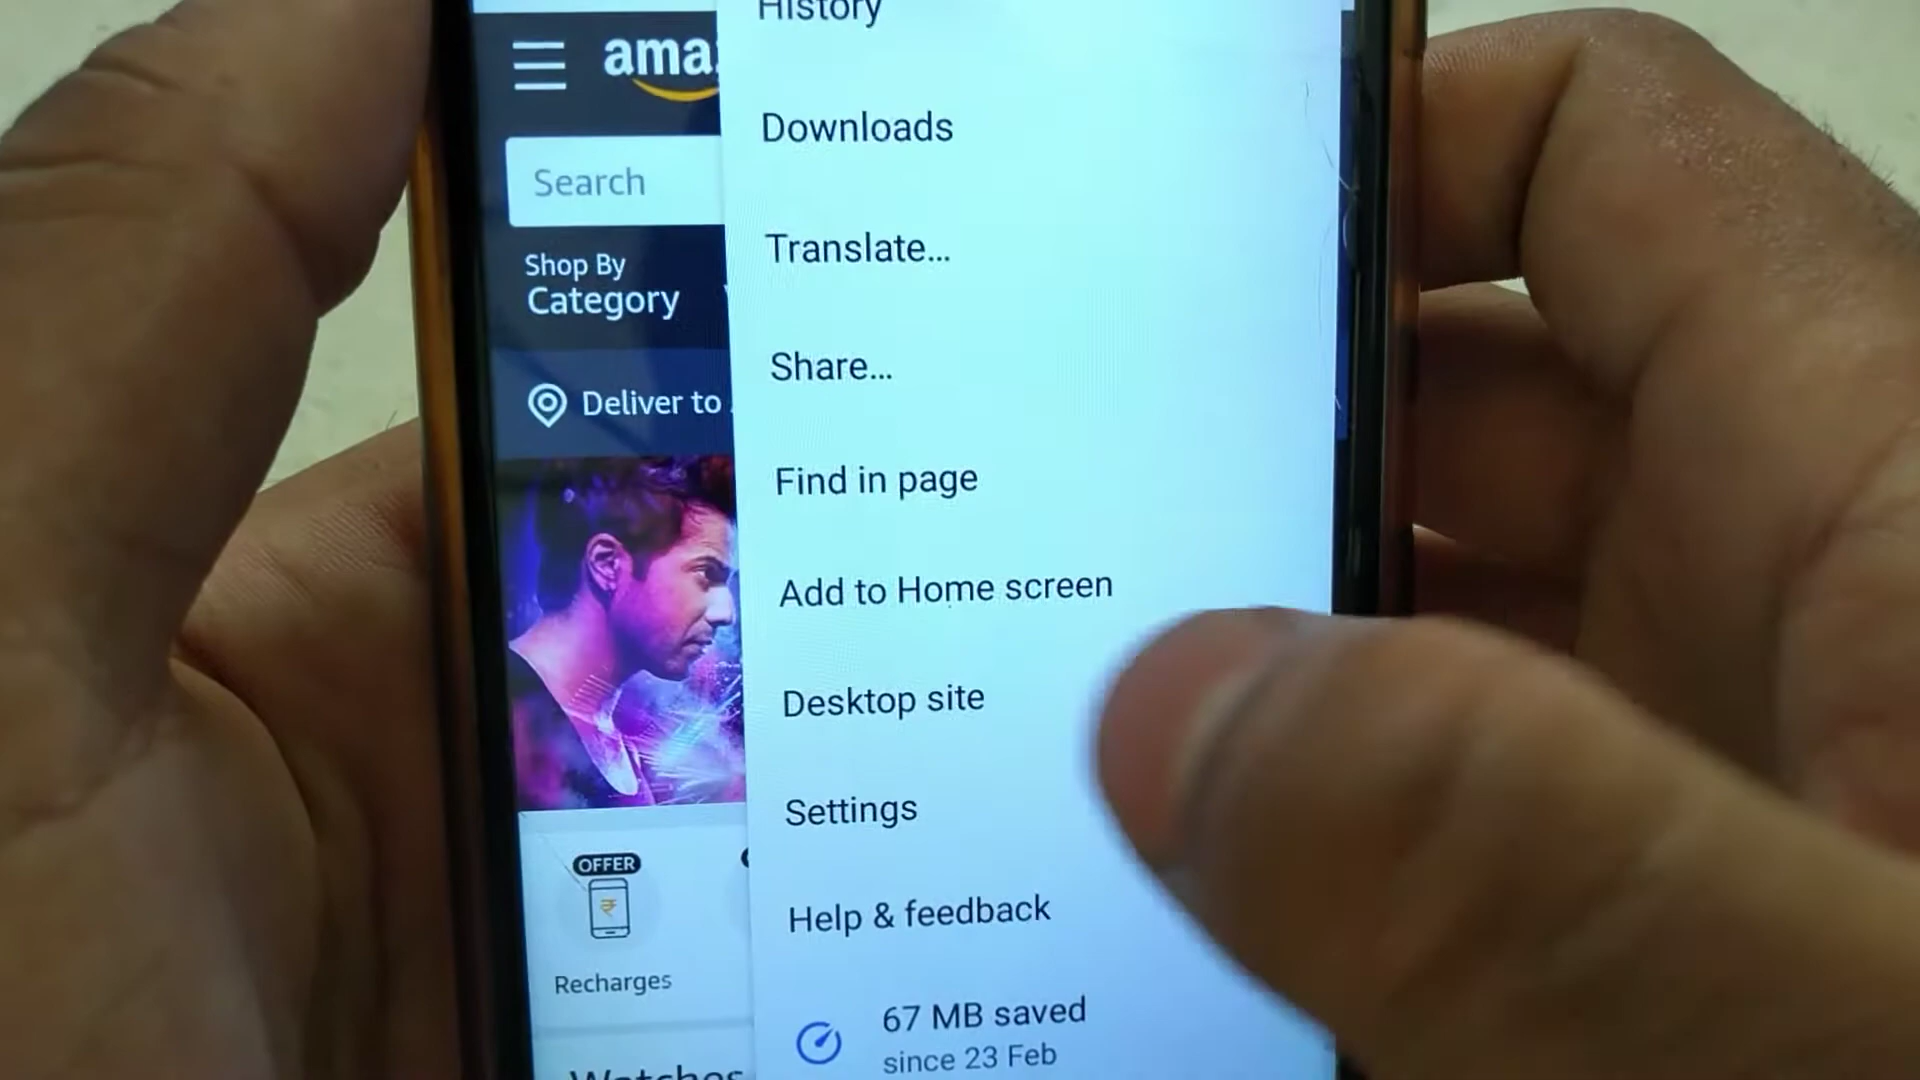 History
ama
Downloads
Search
Translate...
Shop By
Category
Share...
Deliver to
Find in page
Add to Home screen
Desktop site
Settings
OFFER
₹
Help & feedback
Recharges
67 MB saved
since 23 Feb
Watches